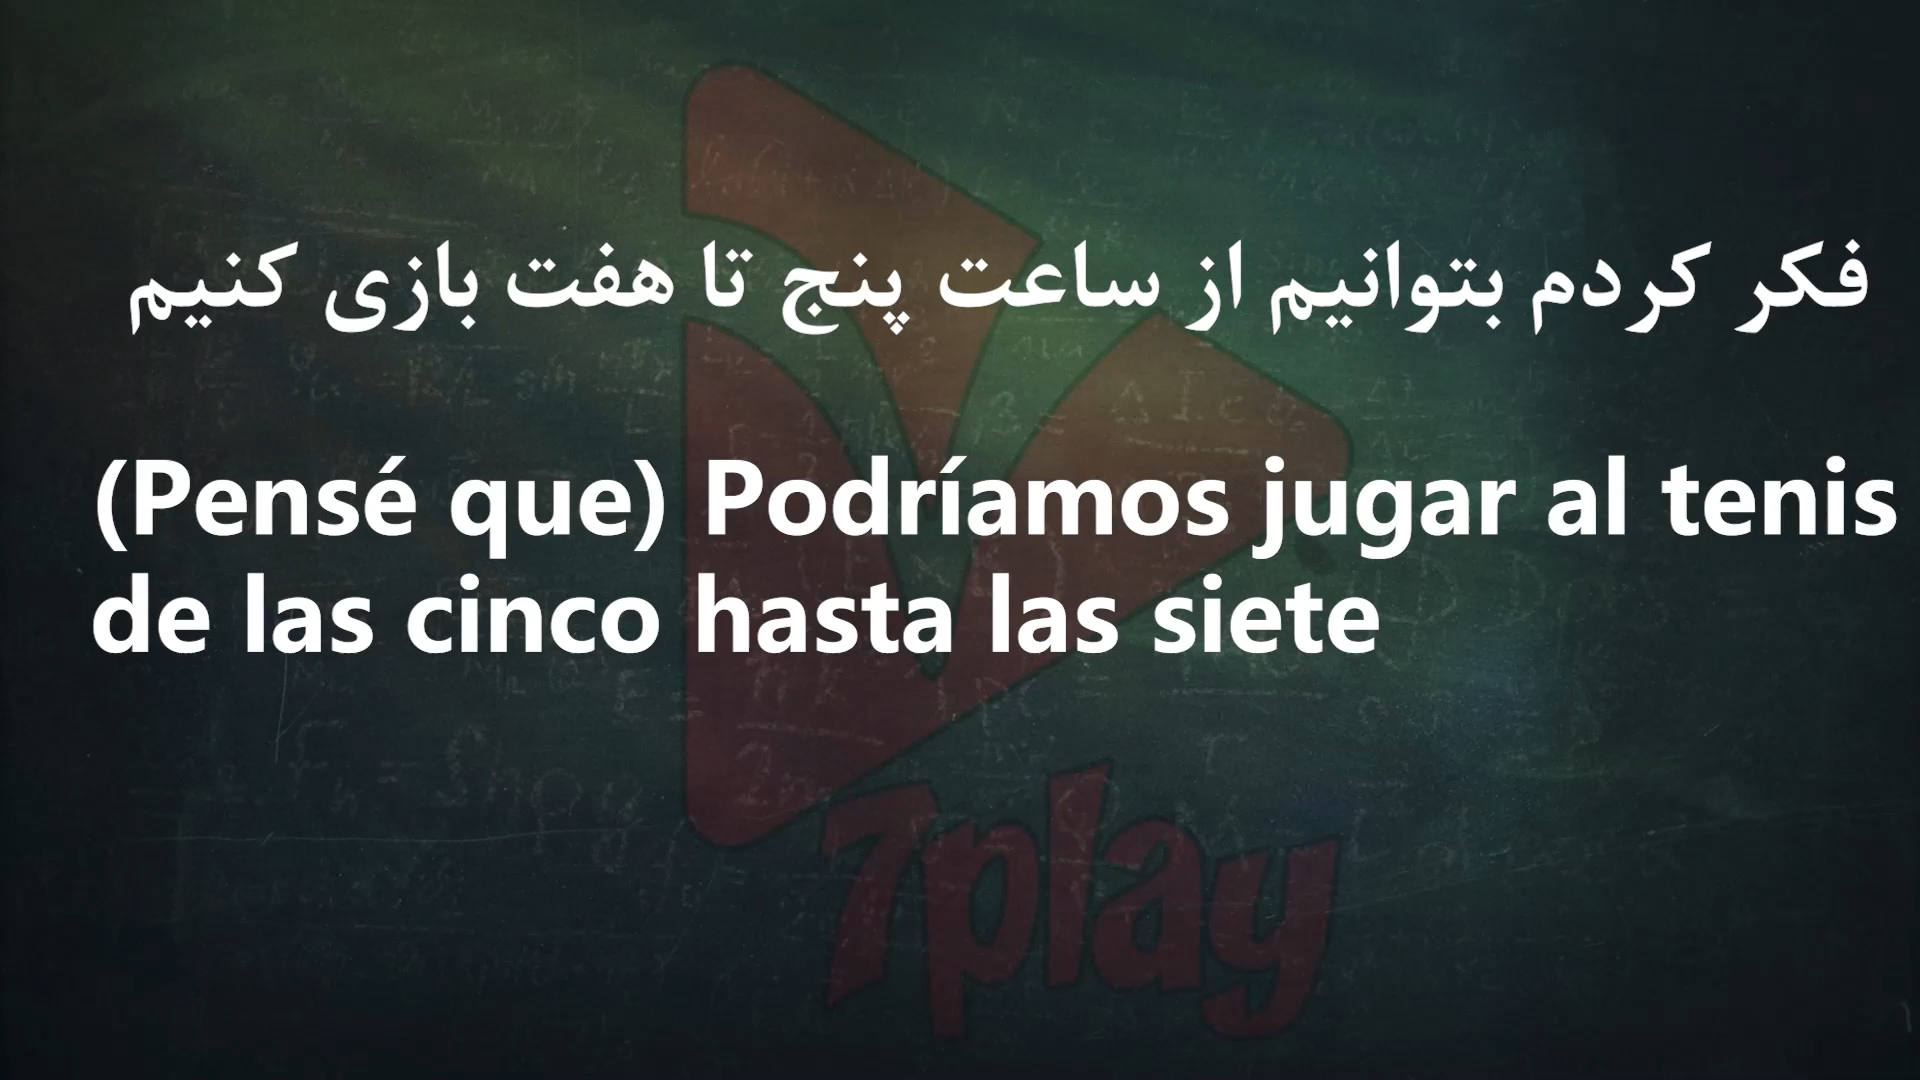 فکر کردم بتوانیم از ساعت پنج تا هفت بازی کنیم
(Pensé que) Podríamos jugar al tenis
de las cinco hasta las siete
7play